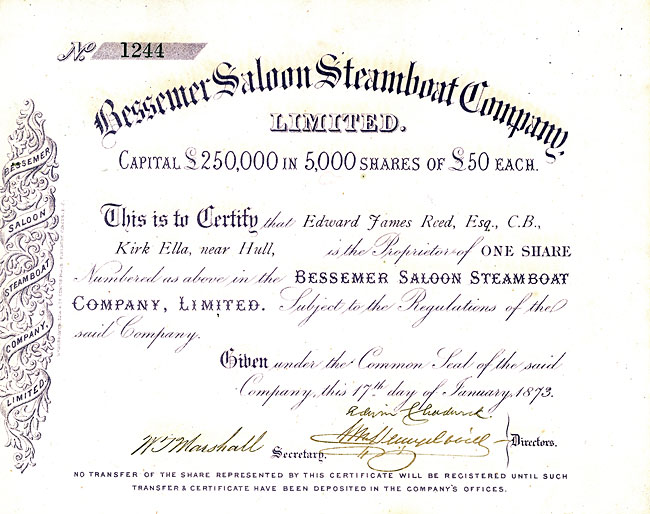 No 1244
Bessemer Saloon Steamboat Company,
LIMITED.
CAPITAL £250,000 IN 5,000 SHARES OF £50 EACH.
This is to Certify that Edward James Reed, Esq., C.B.,
Kirk Ella, near Hull, is the Proprietor of ONE SHARE
Numbered as above in the BESSEMER SALOON STEAMBOAT
COMPANY, LIMITED. Subject to the Regulations of the
said Company.
Given under the Common Seal of the said
Company, this 17th day of January, 1873.
Edwin Chadwick
Directors.
W J Marshall Secretary.
NO TRANSFER OF THE SHARE REPRESENTED BY THIS CERTIFICATE WILL BE REGISTERED UNTIL SUCH
TRANSFER & CERTIFICATE HAVE BEEN DEPOSITED IN THE COMPANY'S OFFICES.
BESSEMER
SALOON
STEAMBOAT
COMPANY,
LIMITED